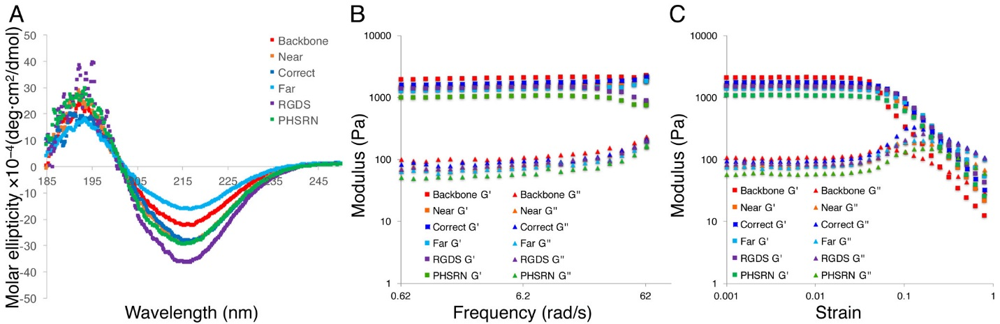 A
Molar ellipticity ×10⁻⁴(deg·cm²/dmol)
50
40
30
20
10
0
-10
-20
-30
-40
-50
185
195
205
215
225
235
245
Wavelength (nm)
Backbone
Near
Correct
Far
RGDS
PHSRN
B
Modulus (Pa)
10000
1000
100
10
1
0.62
6.2
62
Frequency (rad/s)
Backbone G' Backbone G"
Near G' Near G"
Correct G' Correct G"
Far G' Far G"
RGDS G' RGDS G"
PHSRN G' PHSRN G"
C
Modulus (Pa)
10000
1000
100
10
1
0.001
0.01
0.1
1
Strain
Backbone G' Backbone G"
Near G' Near G"
Correct G' Correct G"
Far G' Far G"
RGDS G' RGDS G"
PHSRN G' PHSRN G"